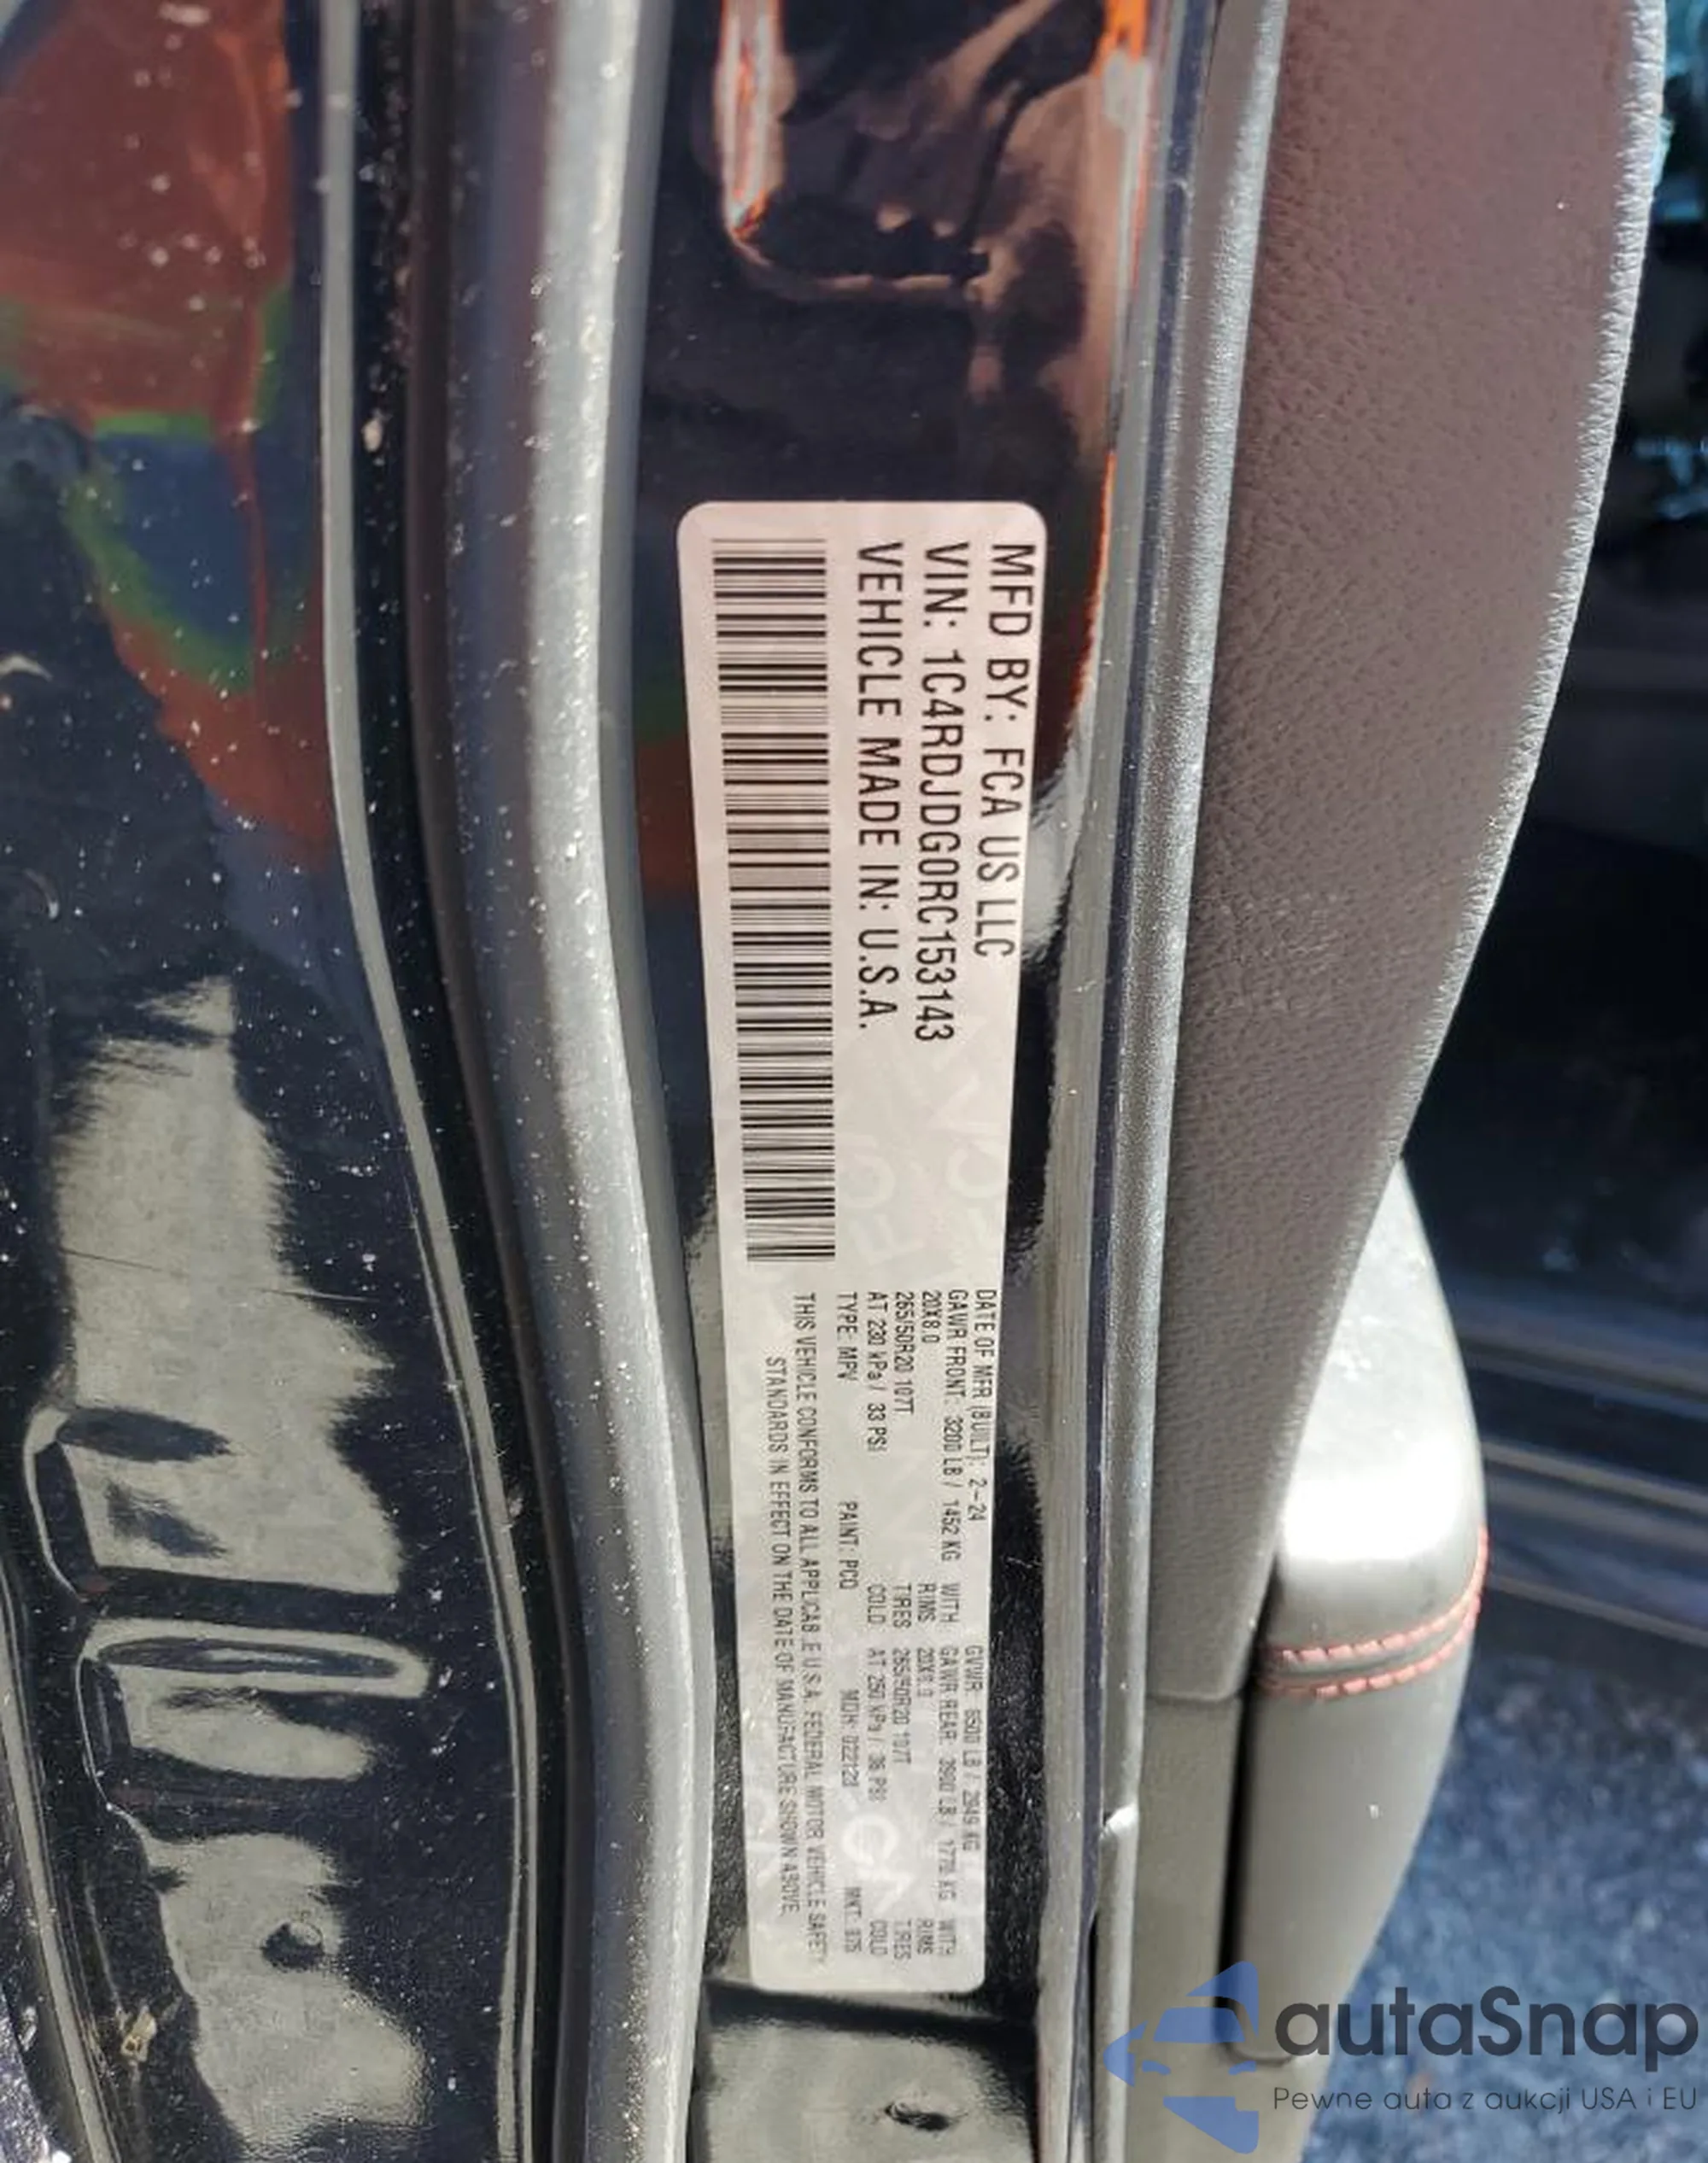 MFD BY: FCA US LLC
VIN: 1C4RDJDG0RC153143
VEHICLE MADE IN: U.S.A.
DATE OF MFR (BUILT): 2-24 GVWR: 6500 LB / 2949 KG
GAWR FRONT: 3200 LB / 1452 KG WITH GAWR REAR: 3900 LB / 1770 KG WITH
20X8.0 RIMS 20X8.0 RIMS
265/50R20 107T TIRES 265/50R20 107T TIRES
AT 230 kPa / 33 PSI COLD AT 250 kPa / 36 PSI COLD
TYPE: MPV PAINT: PCQ MDH: 022123 MKT:
THIS VEHICLE CONFORMS TO ALL APPLICABLE U.S.A. FEDERAL MOTOR VEHICLE SAFETY
STANDARDS IN EFFECT ON THE DATE OF MANUFACTURE SHOWN ABOVE.
autaSnap
Pewne auta z aukcji USA i EU